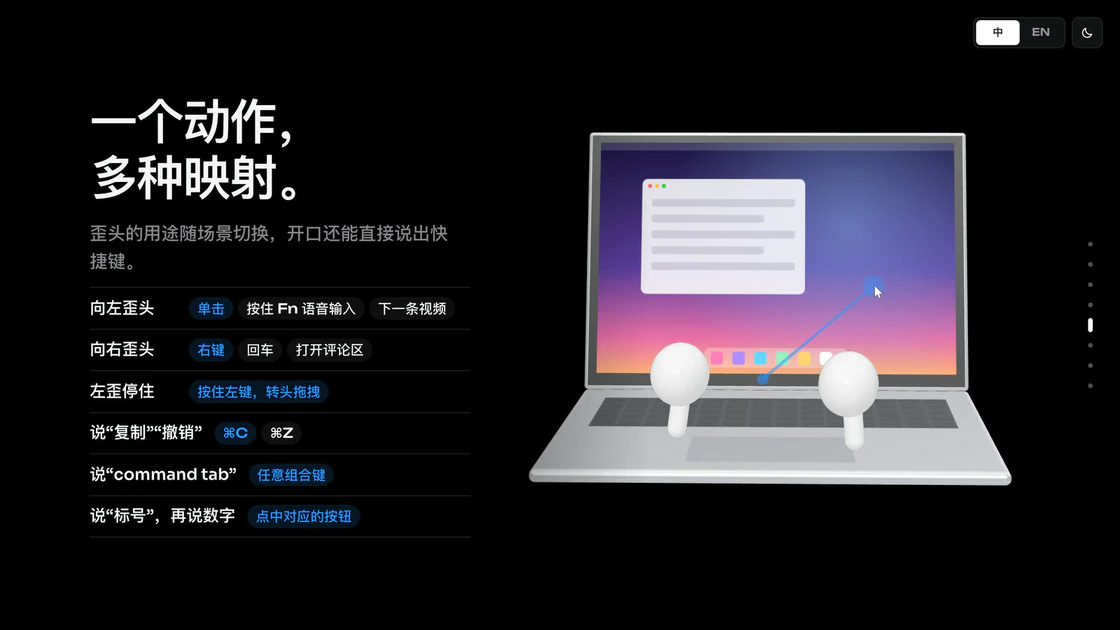 中 EN
一个动作，
多种映射。
歪头的用途随场景切换，开口还能直接说出快
捷键。
向左歪头 单击 按住 Fn 语音输入 下一条视频
向右歪头 右键 回车 打开评论区
左歪停住 按住左键，转头拖拽
说“复制”“撤销” ⌘C ⌘Z
说“command tab” 任意组合键
说“标号”，再说数字 点中对应的按钮